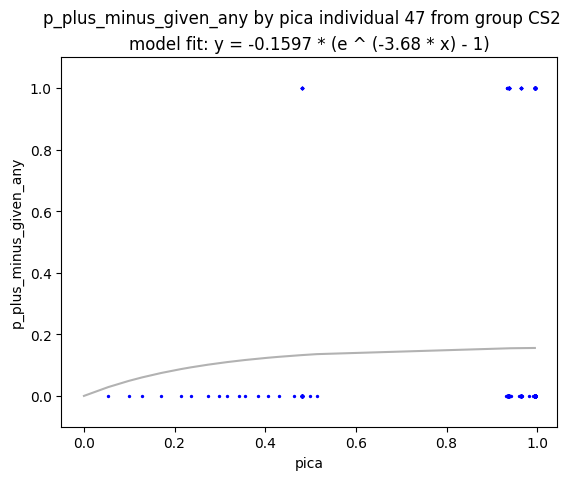 p_plus_minus_given_any by pica individual 47 from group CS2
model fit: y = -0.1597 * (e ^ (-3.68 * x) - 1)
1.0
0.8
0.6
0.4
0.2
0.0
p_plus_minus_given_any
0.0 0.2 0.4 0.6 0.8 1.0
pica